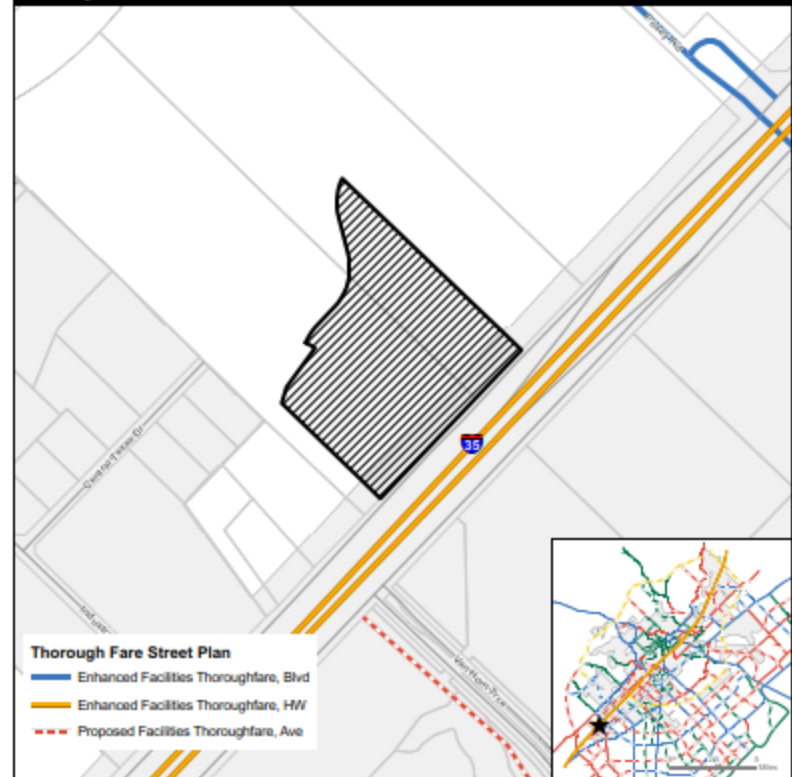 35
Central Texas Dr
Thorough Fare Street Plan
Enhanced Facilities Thoroughfare, Blvd
Enhanced Facilities Thoroughfare, HW
Proposed Facilities Thoroughfare, Ave
Miles